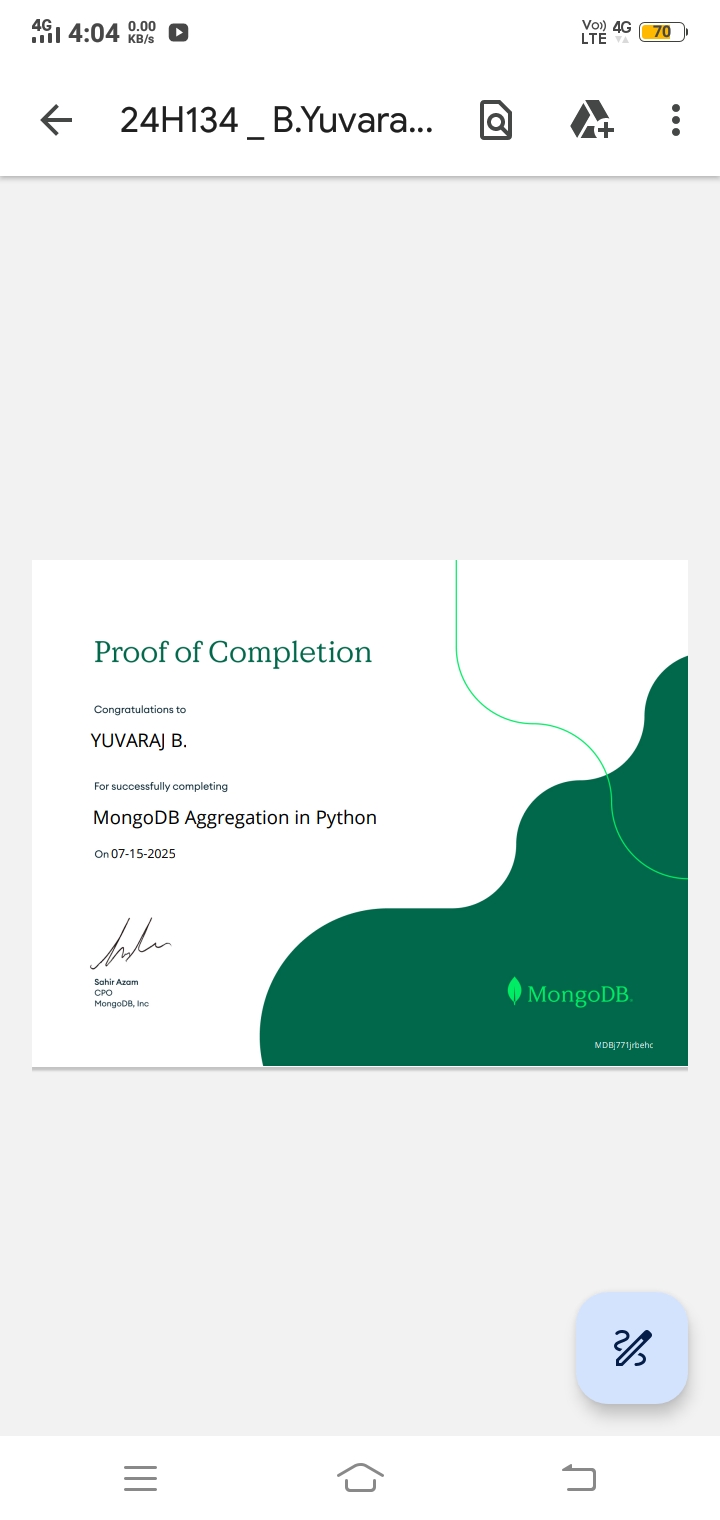 4G 4:04 0.00 KB/s Vo)) LTE 4G 70
24H134 _ B.Yuvara...
Proof of Completion
Congratulations to
YUVARAJ B.
For successfully completing
MongoDB Aggregation in Python
On 07-15-2025
Sahir Azam
CPO
MongoDB, Inc
MongoDB.
MDBj771jrbehc